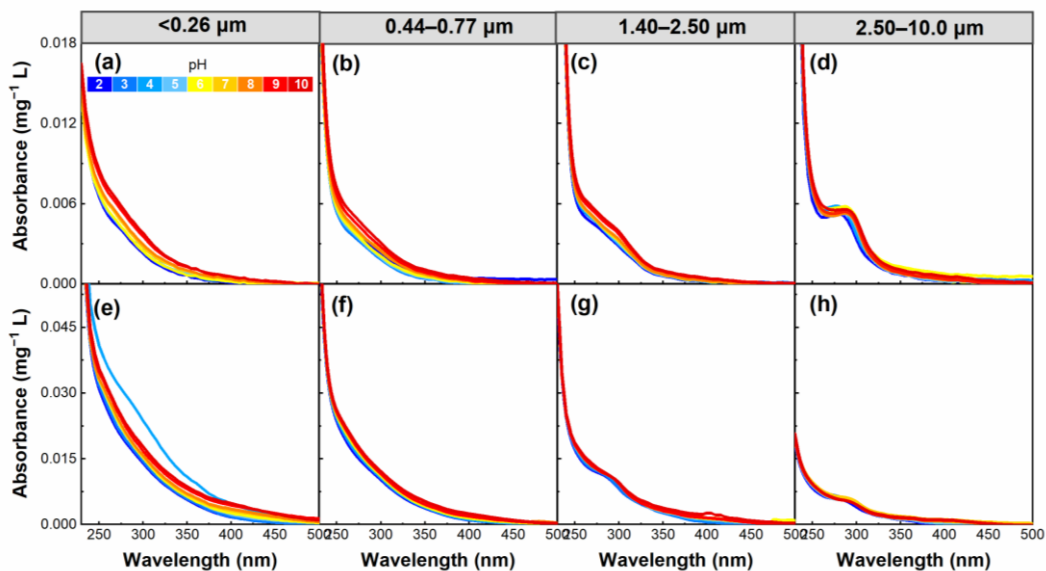 <0.26 µm 0.44–0.77 µm 1.40–2.50 µm 2.50–10.0 µm
0.018
(a) (b) (c) (d)
pH
2 3 4 5 6 7 8 9 10
0.012
0.006
0.000
Absorbance (mg⁻¹ L)
(e) (f) (g) (h)
0.045
0.030
0.015
0.000
Absorbance (mg⁻¹ L)
250 300 350 400 450 250 300 350 400 450 250 300 350 400 450 250 300 350 400 450 500
Wavelength (nm) Wavelength (nm) Wavelength (nm) Wavelength (nm)